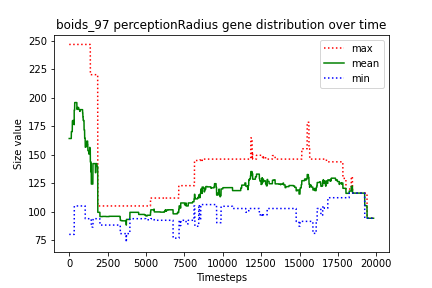 boids_97 perceptionRadius gene distribution over time
250
225
200
175
150
125
100
75
Size value
max
mean
min
0
2500
5000
7500
10000
12500
15000
17500
20000
Timesteps